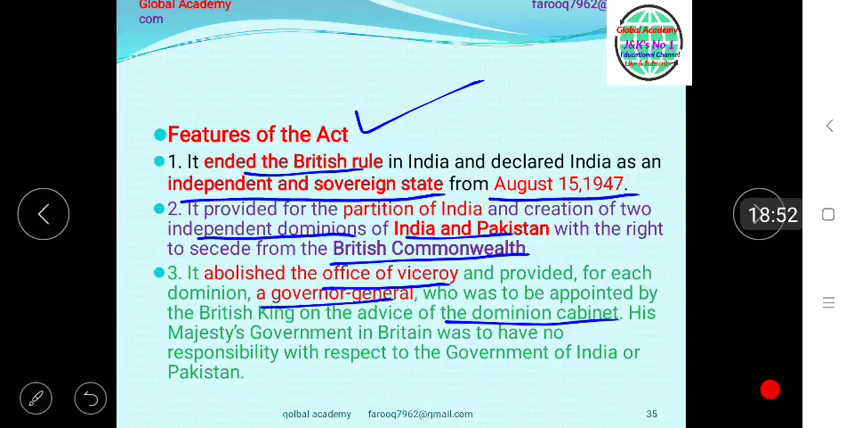 Global Academy farooq7962@
com
Global Academy
J&K's No 1
Educational Channel
Like & Subscribe
Features of the Act
1. It ended the British rule in India and declared India as an
independent and sovereign state from August 15,1947.
2. It provided for the partition of India and creation of two
independent dominions of India and Pakistan with the right
to secede from the British Commonwealth.
3. It abolished the office of viceroy and provided, for each
dominion, a governor-general, who was to be appointed by
the British King on the advice of the dominion cabinet. His
Majesty's Government in Britain was to have no
responsibility with respect to the Government of India or
Pakistan.
18:52
golbal academy farooq7962@gmail.com 35